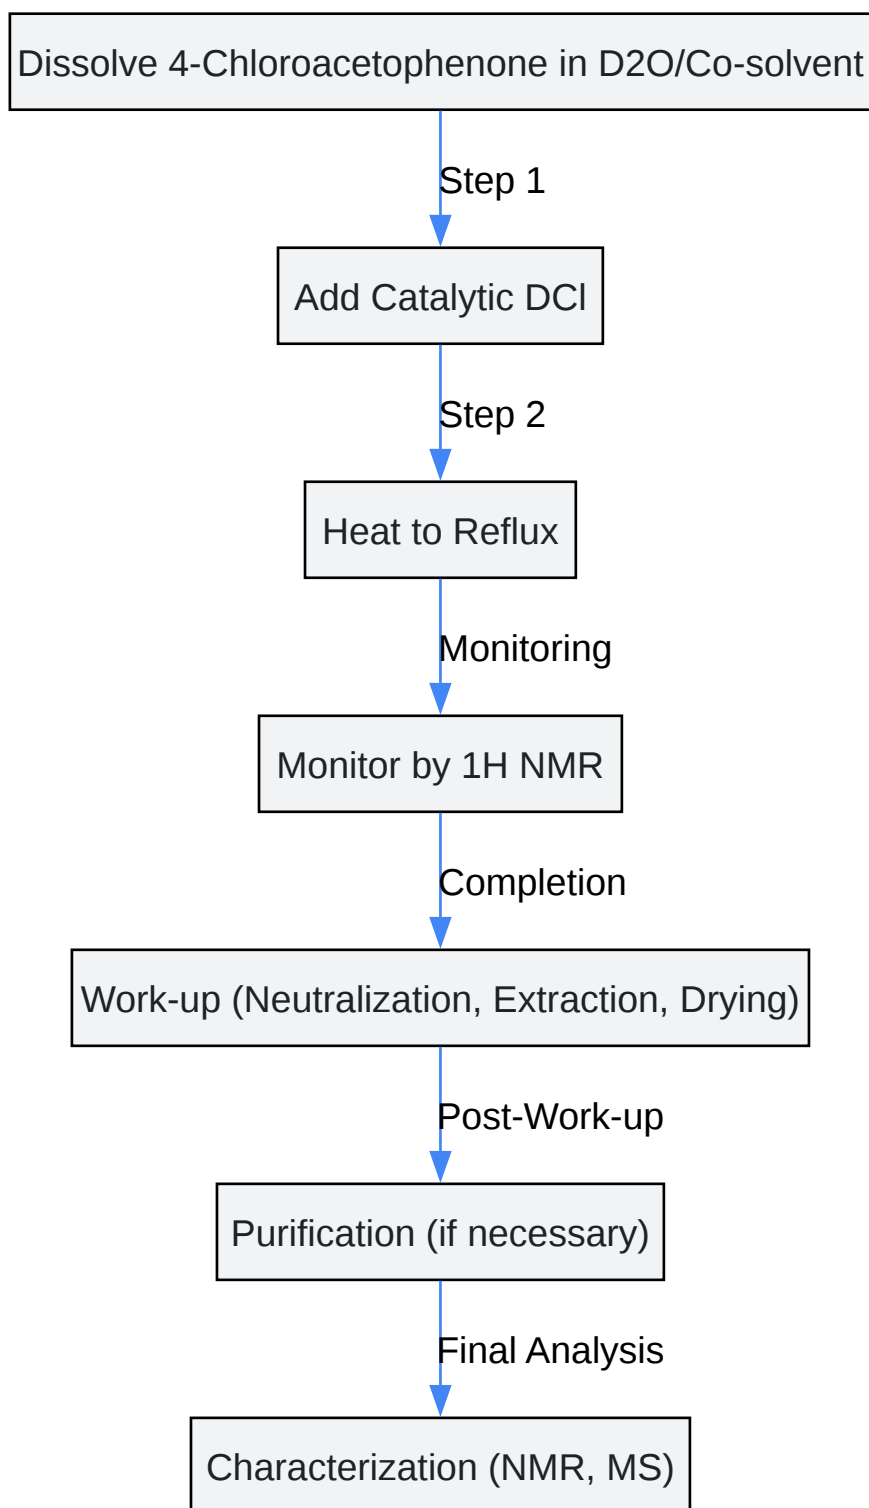 Dissolve 4-Chloroacetophenone in D2O/Co-solvent
Step 1
Add Catalytic DCl
Step 2
Heat to Reflux
Monitoring
Monitor by 1H NMR
Completion
Work-up (Neutralization, Extraction, Drying)
Post-Work-up
Purification (if necessary)
Final Analysis
Characterization (NMR, MS)